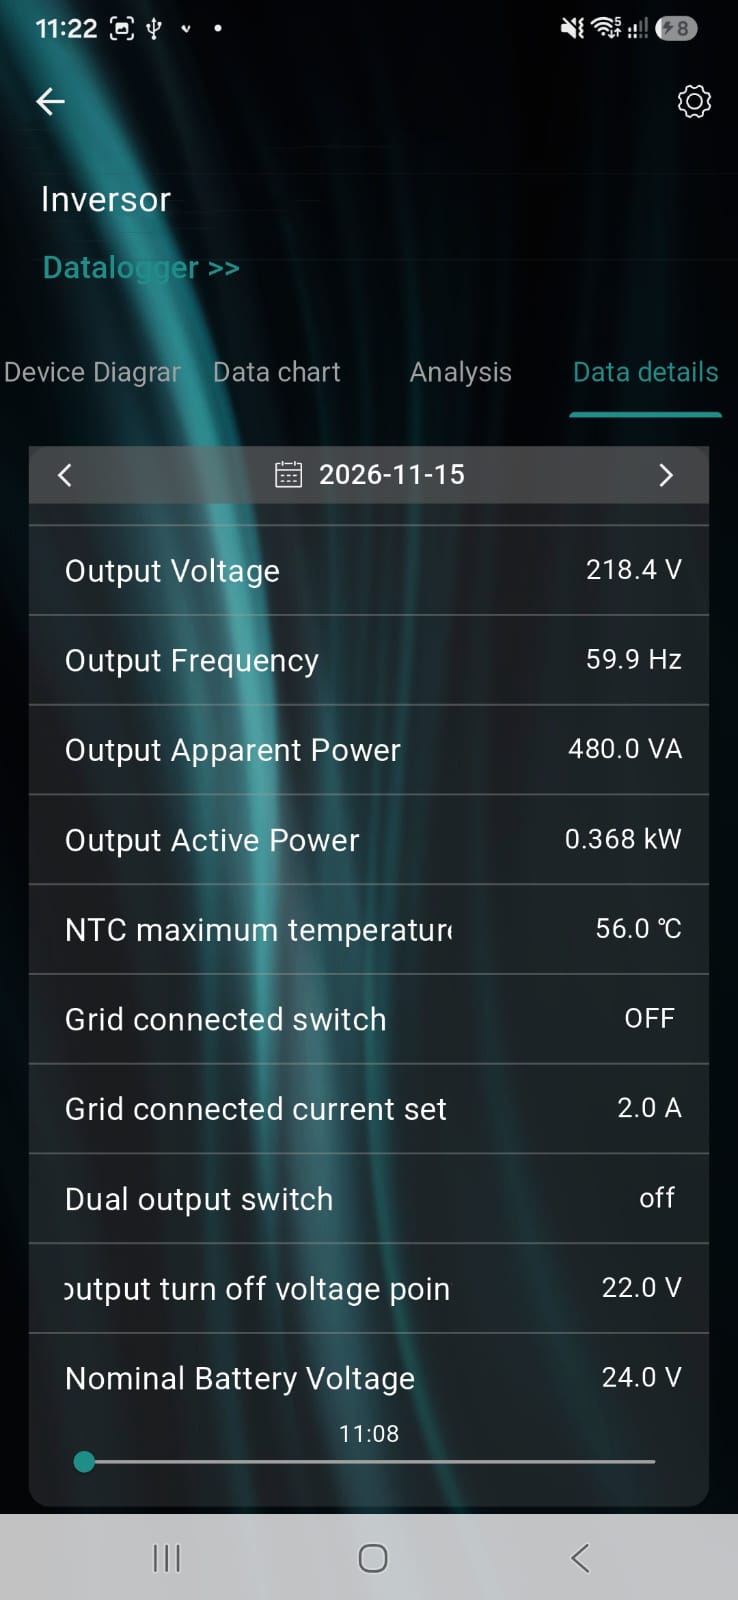 11:22
5
8
Inversor
Datalogger >>
Device Diagrar Data chart Analysis Data details
2026-11-15
Output Voltage 218.4 V
Output Frequency 59.9 Hz
Output Apparent Power 480.0 VA
Output Active Power 0.368 kW
NTC maximum temperature 56.0 ℃
Grid connected switch OFF
Grid connected current set 2.0 A
Dual output switch off
output turn off voltage poin 22.0 V
Nominal Battery Voltage 24.0 V
11:08